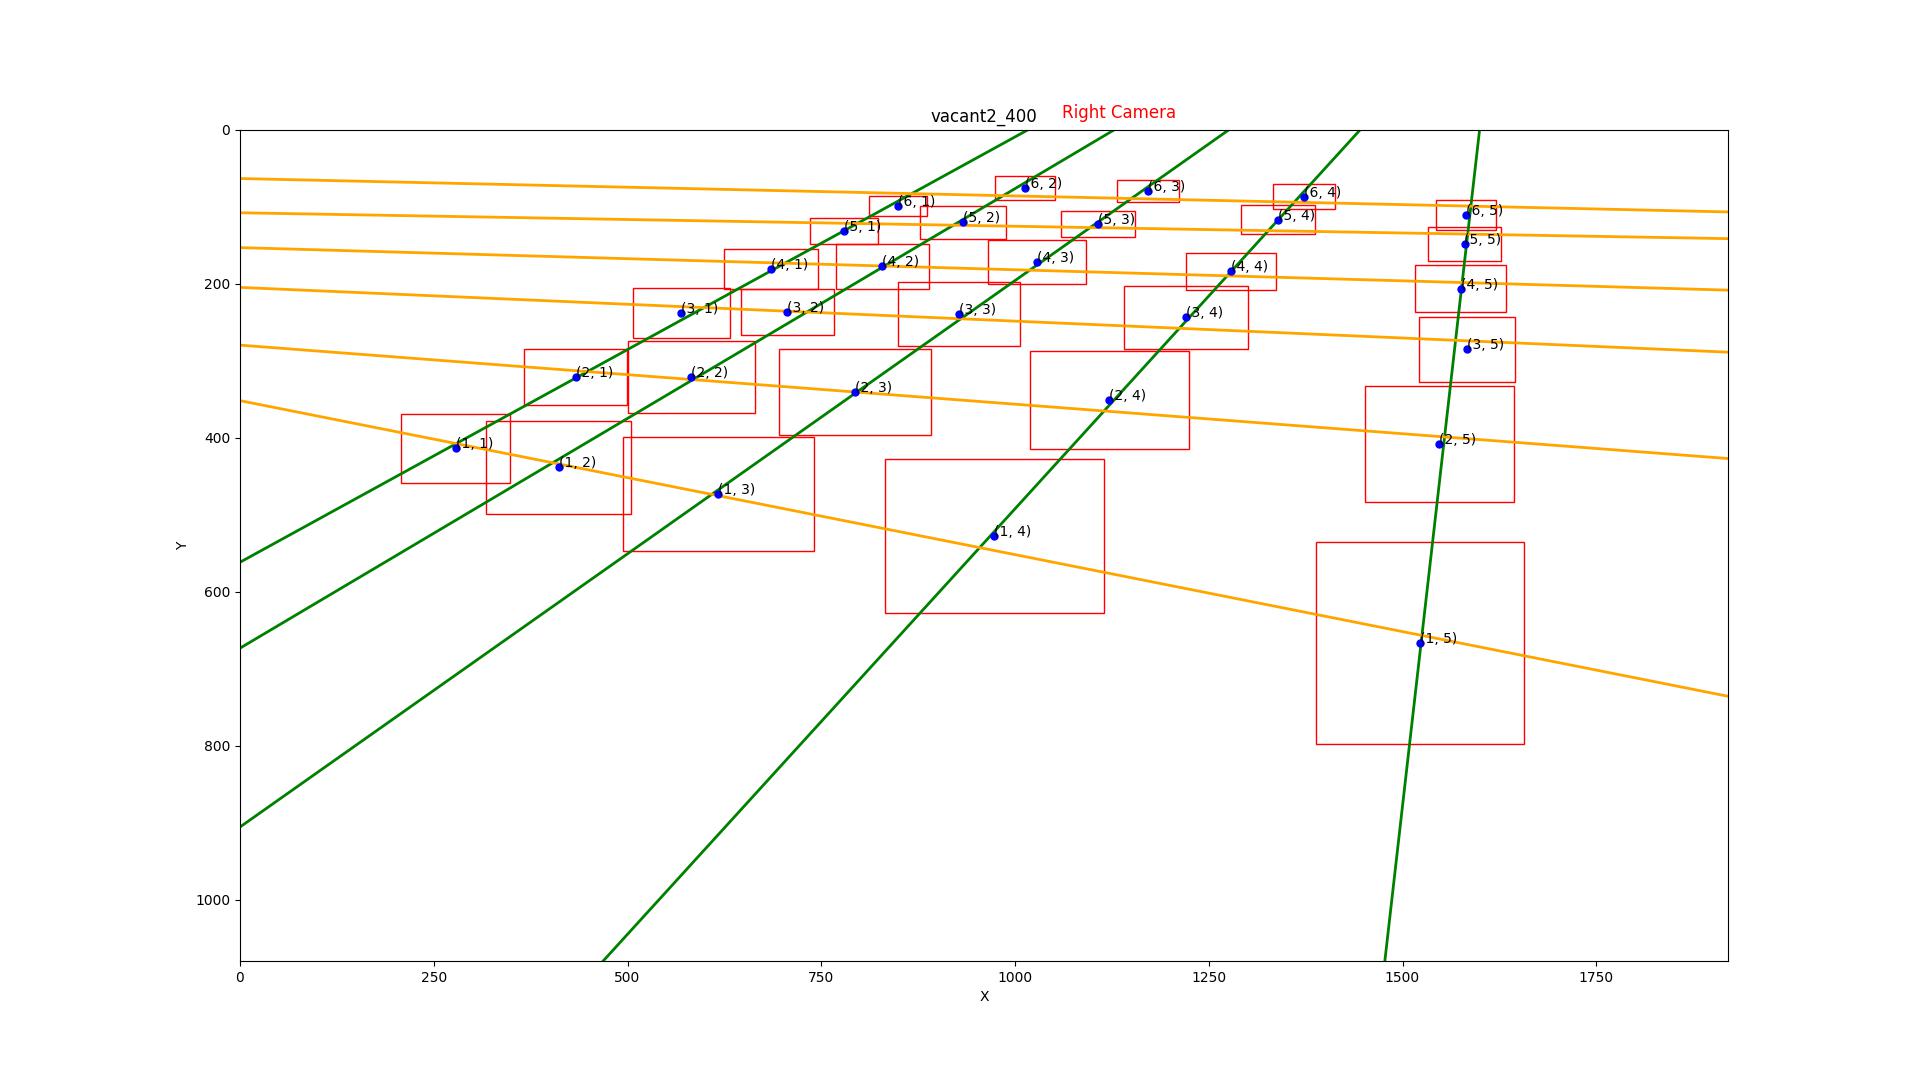 vacant2_400 Right Camera
0
(6, 2) (6, 3) (6, 4)
(6, 1) (6, 5)
(5, 1) (5, 2) (5, 3) (5, 4) (5, 5)
200
(4, 1) (4, 2) (4, 3) (4, 4) (4, 5)
(3, 1) (3, 2) (3, 3) (3, 4) (3, 5)
(2, 1) (2, 2) (2, 3) (2, 4) (2, 5)
400
(1, 1) (1, 2) (1, 3) (1, 4) (1, 5)
Y
600
800
1000
0 250 500 750 1000 1250 1500 1750
X